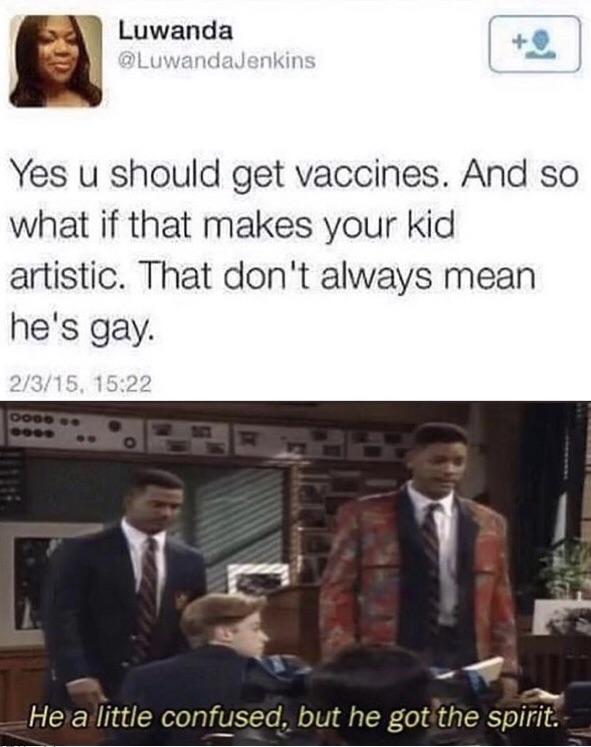 Luwanda
@LuwandaJenkins
Yes u should get vaccines. And so
what if that makes your kid
artistic. That don't always mean
he's gay.
2/3/15, 15:22
He a little confused, but he got the spirit.